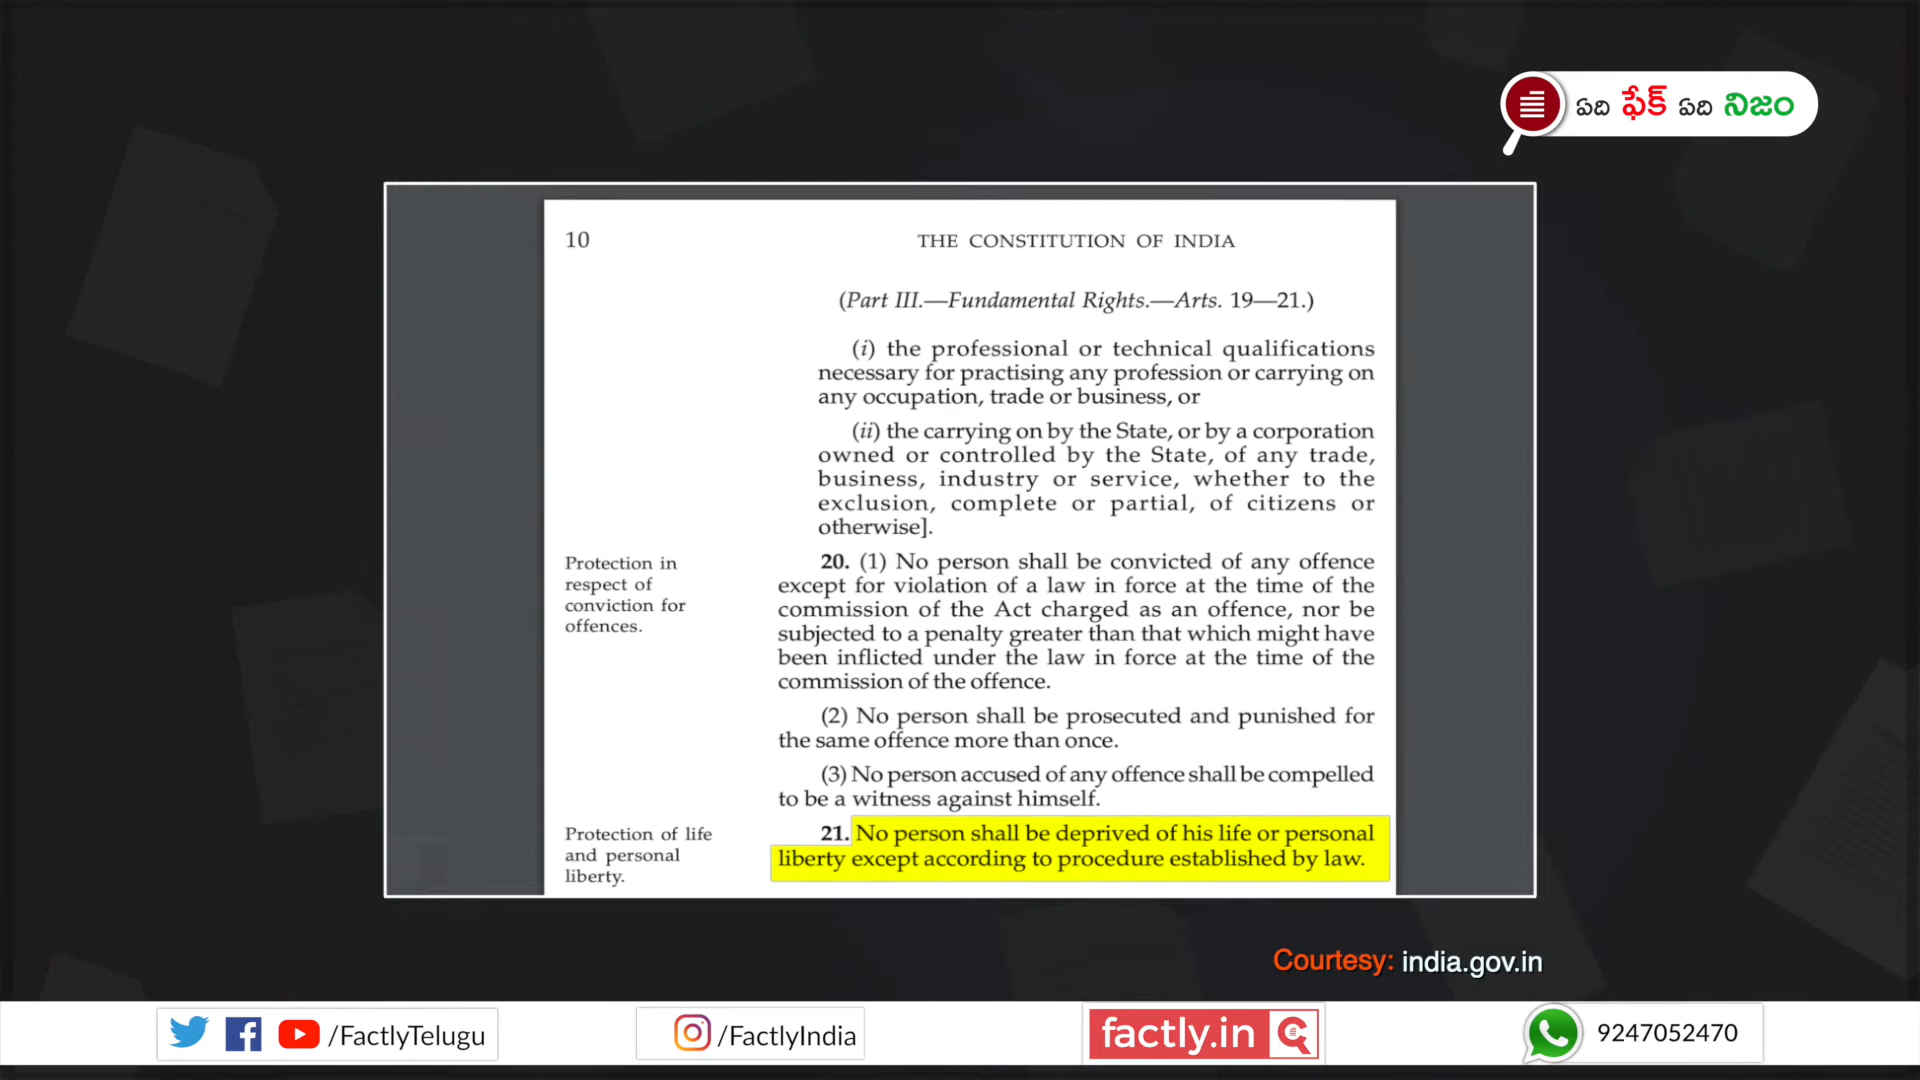 ఏది ఫేక్ ఏది నిజం
10
THE CONSTITUTION OF INDIA
(Part III.—Fundamental Rights.—Arts. 19—21.)
(i) the professional or technical qualifications
necessary for practising any profession or carrying on
any occupation, trade or business, or
(ii) the carrying on by the State, or by a corporation
owned or controlled by the State, of any trade,
business, industry or service, whether to the
exclusion, complete or partial, of citizens or
otherwise].
Protection in
respect of
conviction for
offences.
20. (1) No person shall be convicted of any offence
except for violation of a law in force at the time of the
commission of the Act charged as an offence, nor be
subjected to a penalty greater than that which might have
been inflicted under the law in force at the time of the
commission of the offence.
(2) No person shall be prosecuted and punished for
the same offence more than once.
(3) No person accused of any offence shall be compelled
to be a witness against himself.
Protection of life
and personal
liberty.
21. No person shall be deprived of his life or personal
liberty except according to procedure established by law.
Courtesy: india.gov.in
/FactlyTelugu
/FactlyIndia
factly.in
9247052470